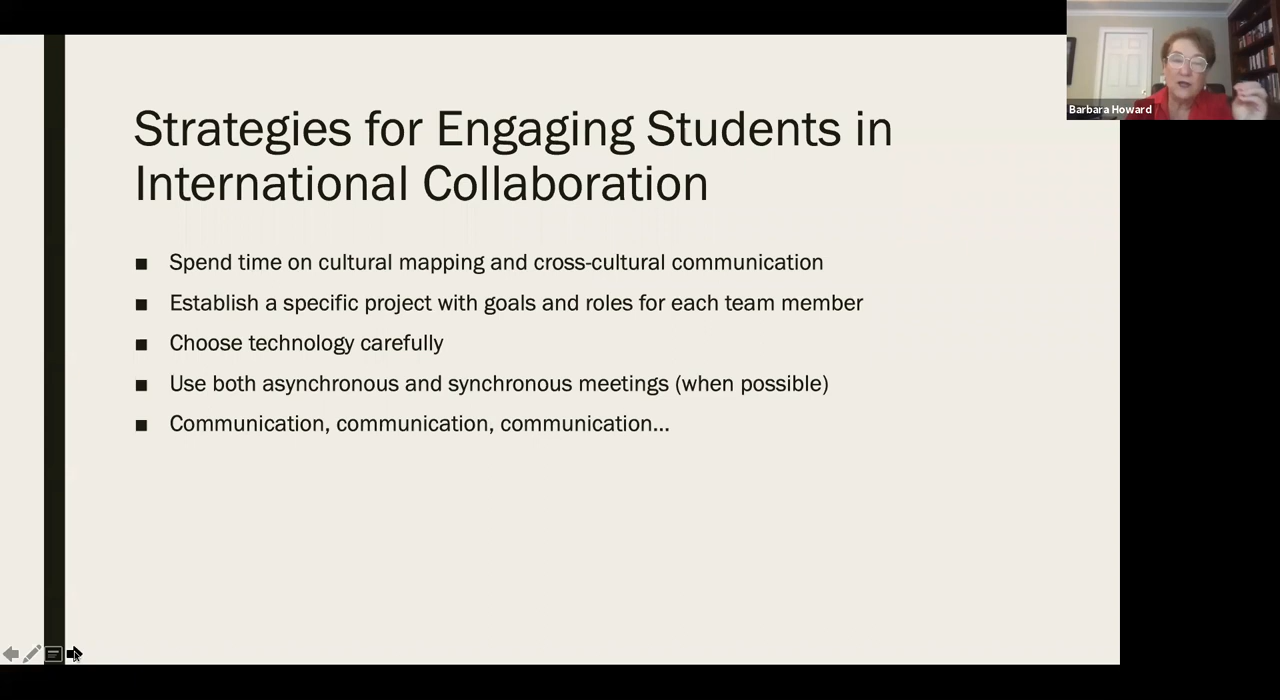 Barbara Howard
Strategies for Engaging Students in
International Collaboration
■ Spend time on cultural mapping and cross-cultural communication
■ Establish a specific project with goals and roles for each team member
■ Choose technology carefully
■ Use both asynchronous and synchronous meetings (when possible)
■ Communication, communication, communication...